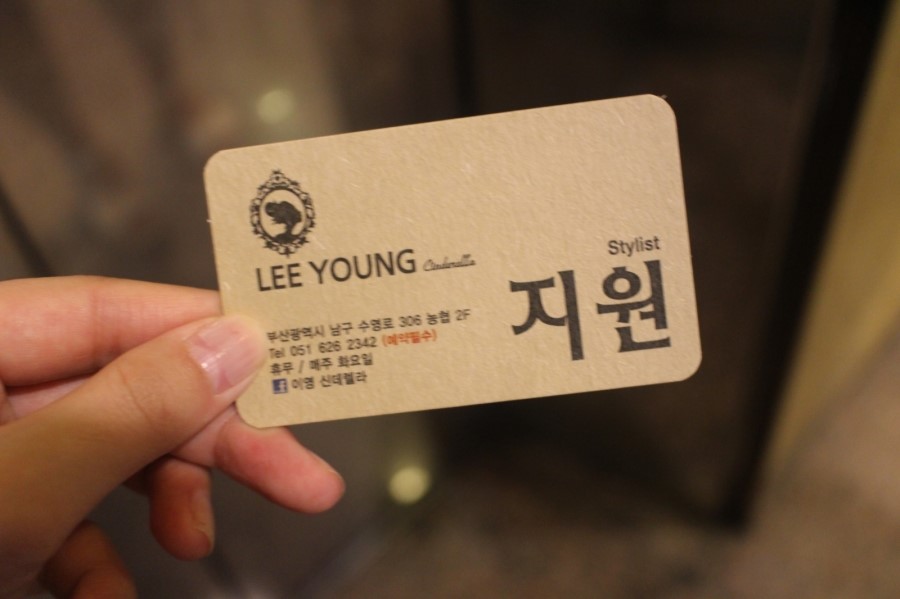 LEE YOUNG Cinderella
부산광역시 남구 수영로 306 농협 2F
Tel 051 626 2342 (예약필수)
휴무 / 매주 화요일
f 이영 신데렐라
Stylist
지원